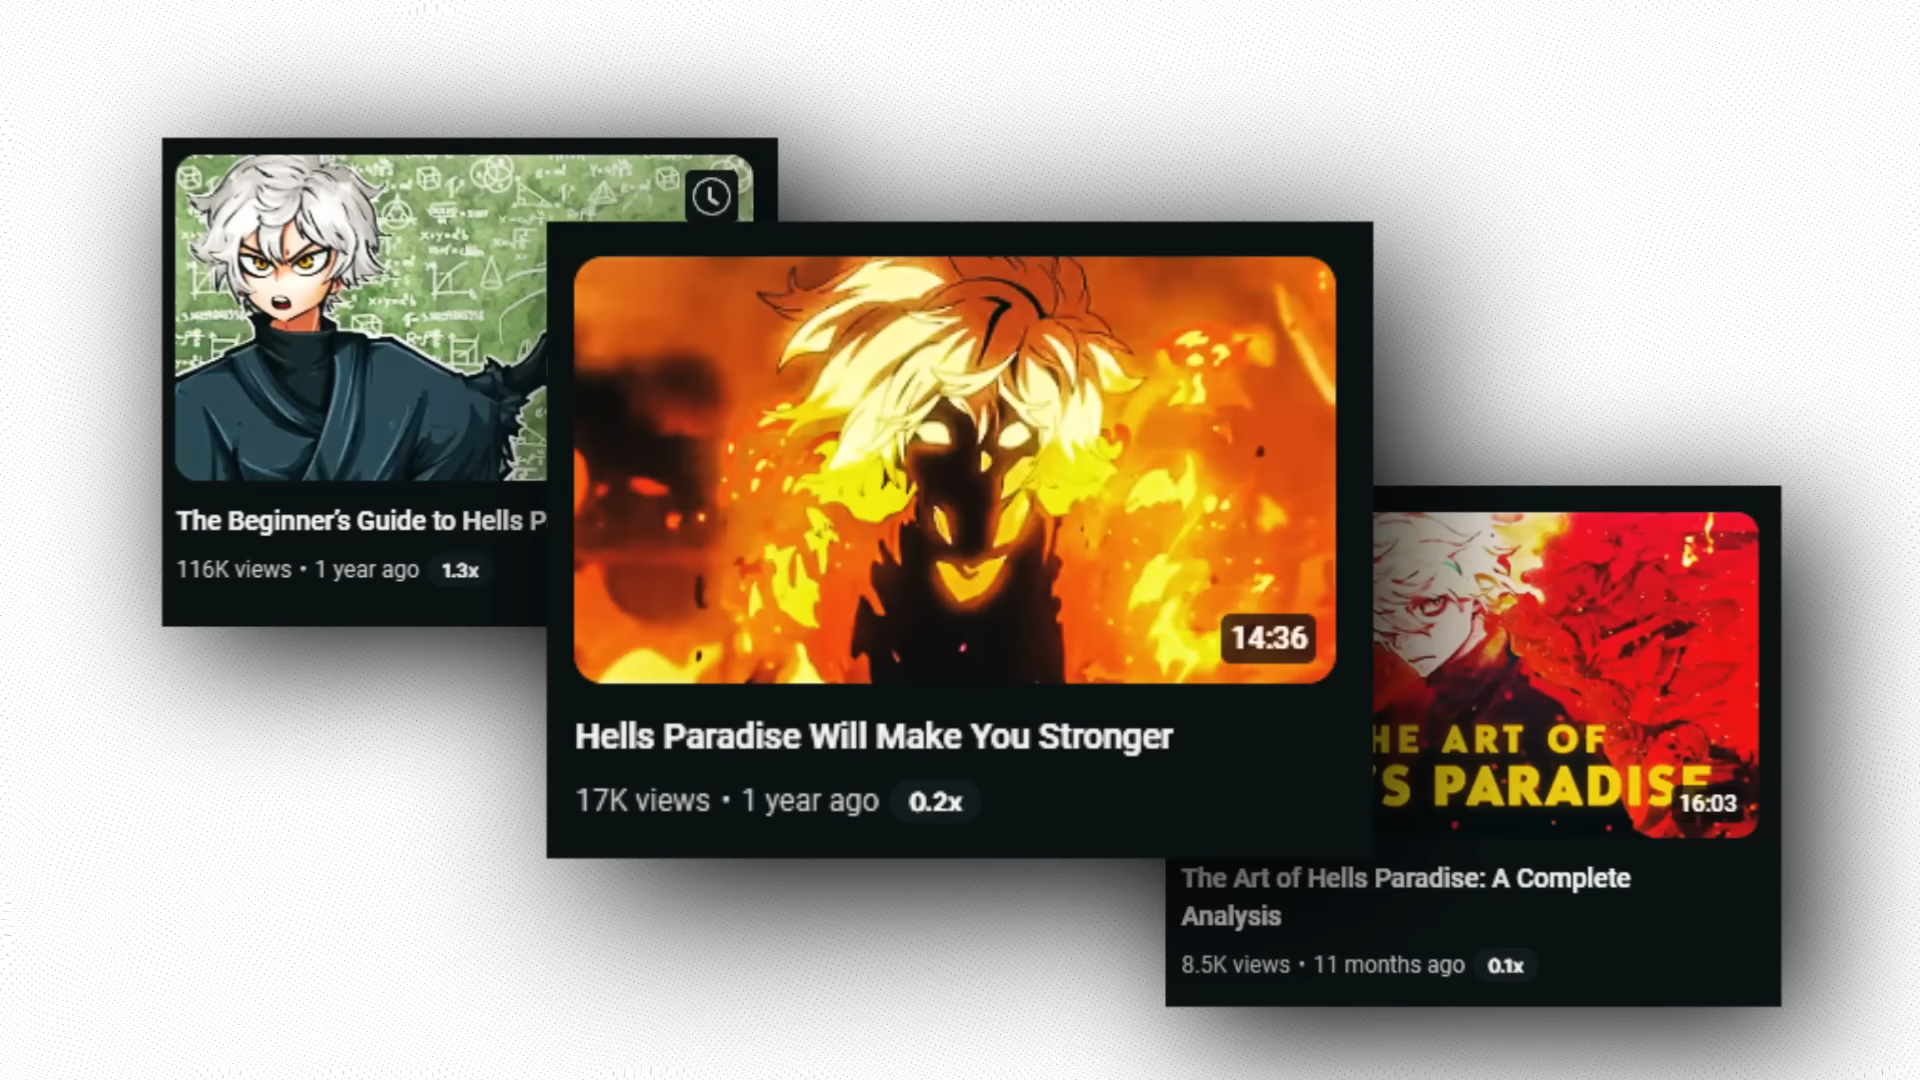 The Beginner's Guide to Hells P
116K views • 1 year ago 1.3x
14:36
Hells Paradise Will Make You Stronger
17K views • 1 year ago 0.2x
HE ART OF
'S PARADISE
16:03
The Art of Hells Paradise: A Complete
Analysis
8.5K views • 11 months ago 0.1x